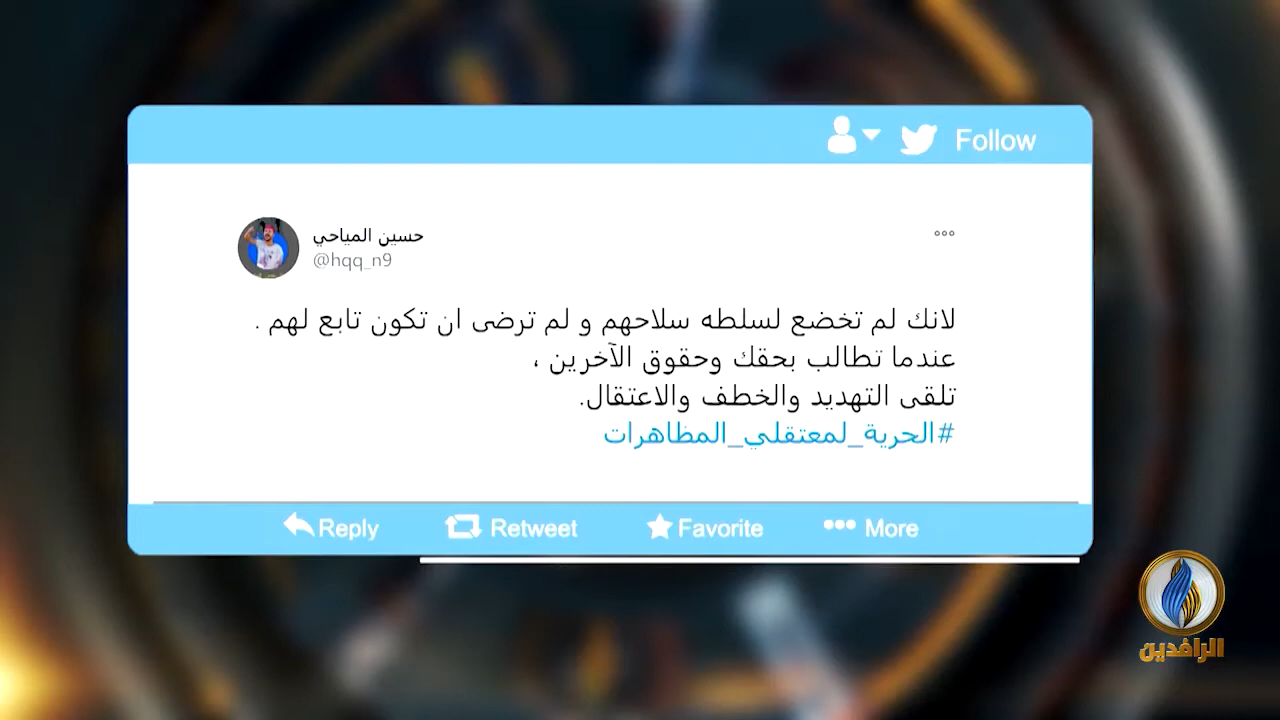 Follow
حسين المياحي
@hqq_n9
لانك لم تخضع لسلطه سلاحهم و لم ترضى ان تكون تابع لهم .
عندما تطالب بحقك وحقوق الآخرين ،
تلقى التهديد والخطف والاعتقال.
#الحرية_لمعتقلي_المظاهرات
Reply Retweet Favorite More
الرافدين